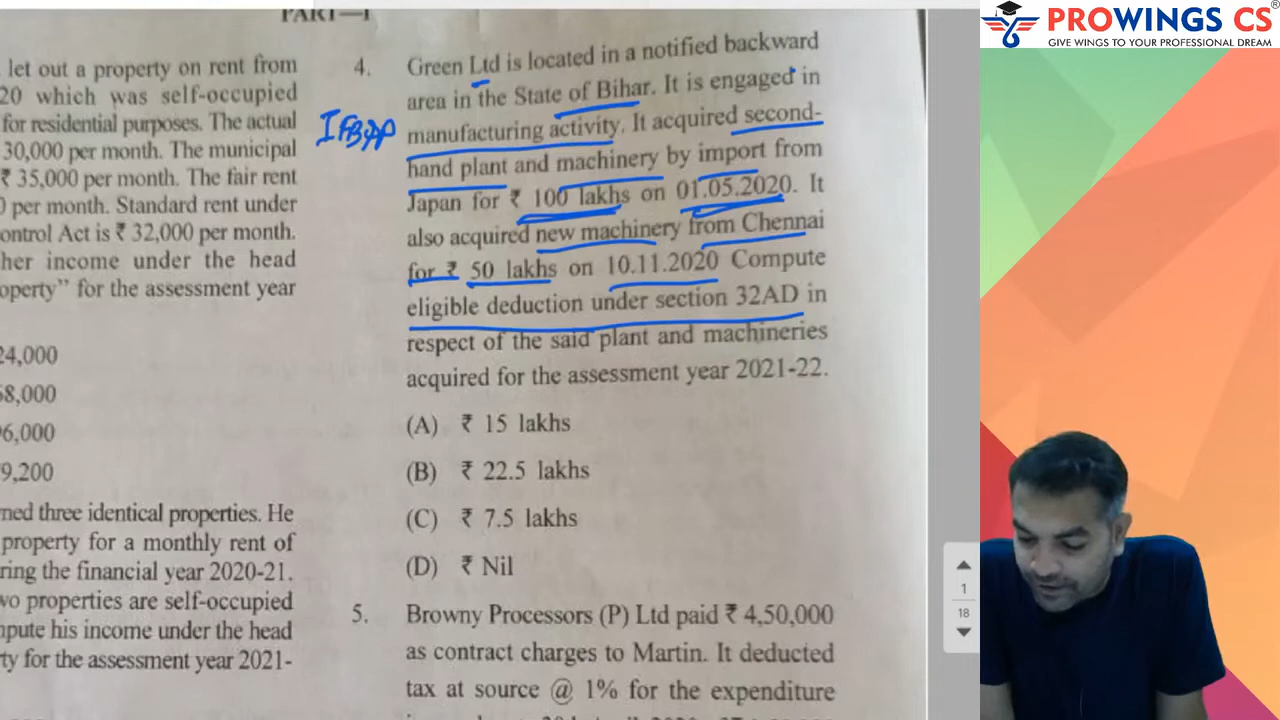 PART—I
let out a property on rent from
20 which was self-occupied
for residential purposes. The actual
30,000 per month. The municipal
₹ 35,000 per month. The fair rent
0 per month. Standard rent under
ontrol Act is ₹ 32,000 per month.
her income under the head
operty” for the assessment year
24,000
58,000
96,000
9,200
ned three identical properties. He
property for a monthly rent of
ring the financial year 2020-21.
wo properties are self-occupied
npute his income under the head
ty for the assessment year 2021-
4. Green Ltd is located in a notified backward
area in the State of Bihar. It is engaged in
manufacturing activity. It acquired second-
hand plant and machinery by import from
Japan for ₹ 100 lakhs on 01.05.2020. It
also acquired new machinery from Chennai
for ₹ 50 lakhs on 10.11.2020 Compute
eligible deduction under section 32AD in
respect of the said plant and machineries
acquired for the assessment year 2021-22.
(A) ₹ 15 lakhs
(B) ₹ 22.5 lakhs
(C) ₹ 7.5 lakhs
(D) ₹ Nil
5. Browny Processors (P) Ltd paid ₹ 4,50,000
as contract charges to Martin. It deducted
tax at source @ 1% for the expenditure
PROWINGS CS®
GIVE WINGS TO YOUR PROFESSIONAL DREAM
1
18